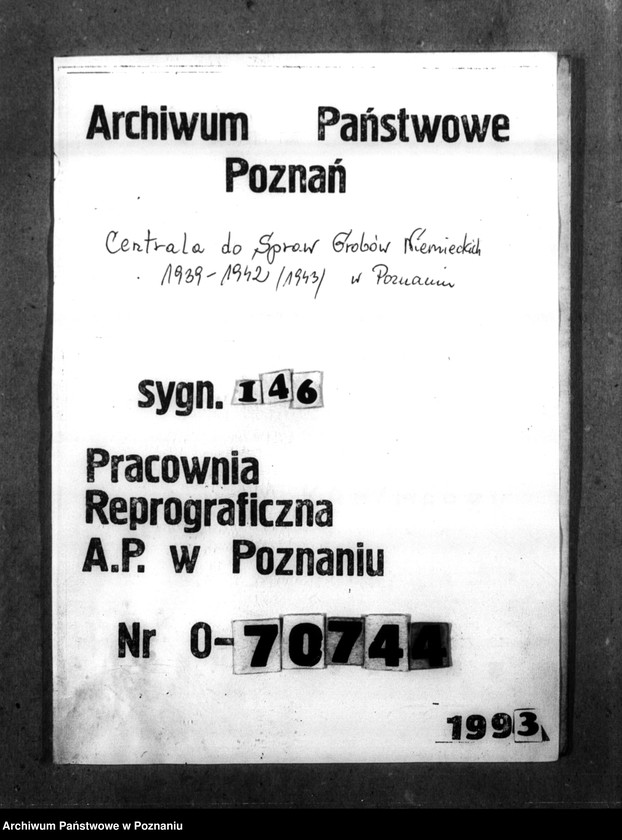 Archiwum Państwowe
Poznań
Centrala do Spraw Grobów Niemieckich
1939-1942 /1943/ w Poznaniu
sygn. 146
Pracownia
Reprograficzna
A.P. w Poznaniu
Nr O-70744
1993
Archiwum Państwowe w Poznaniu